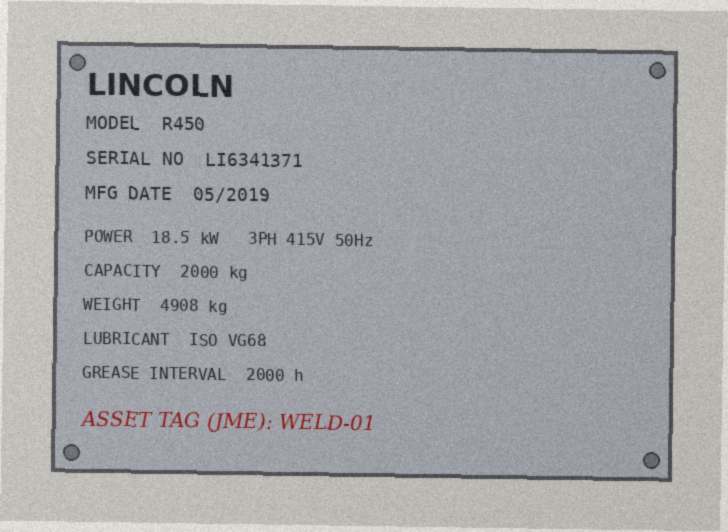 LINCOLN
MODEL R450
SERIAL NO LI6341371
MFG DATE 05/2019
POWER 18.5 kW 3PH 415V 50Hz
CAPACITY 2000 kg
WEIGHT 4908 kg
LUBRICANT ISO VG68
GREASE INTERVAL 2000 h
ASSET TAG (JME): WELD-01